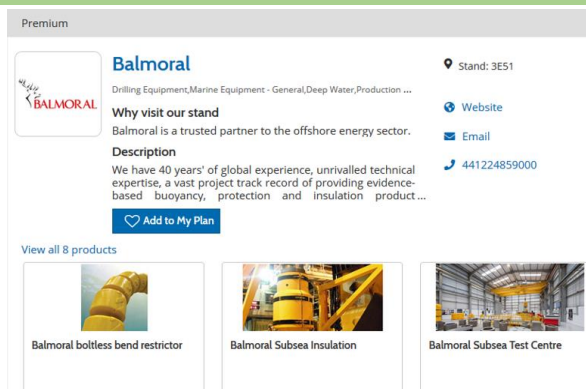 Premium
BALMORAL
Balmoral
Drilling Equipment,Marine Equipment - General,Deep Water,Production ...
Why visit our stand
Balmoral is a trusted partner to the offshore energy sector.
Description
We have 40 years' of global experience, unrivalled technical
expertise, a vast project track record of providing evidence-
based buoyancy, protection and insulation product...
Add to My Plan
Stand: 3E51
Website
Email
441224859000
View all 8 products
Balmoral boltless bend restrictor
Balmoral Subsea Insulation
Balmoral Subsea Test Centre